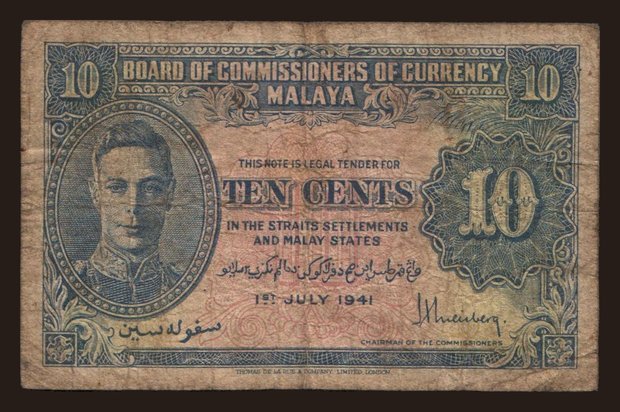 10 BOARD OF COMMISSIONERS OF CURRENCY 10
MALAYA
THIS NOTE IS LEGAL TENDER FOR
TEN CENTS
10
IN THE STRAITS SETTLEMENTS
AND MALAY STATES
1ST JULY 1941
سڤوله سين
CHAIRMAN OF THE COMMISSIONERS
THOMAS DE LA RUE & COMPANY, LIMITED, LONDON.